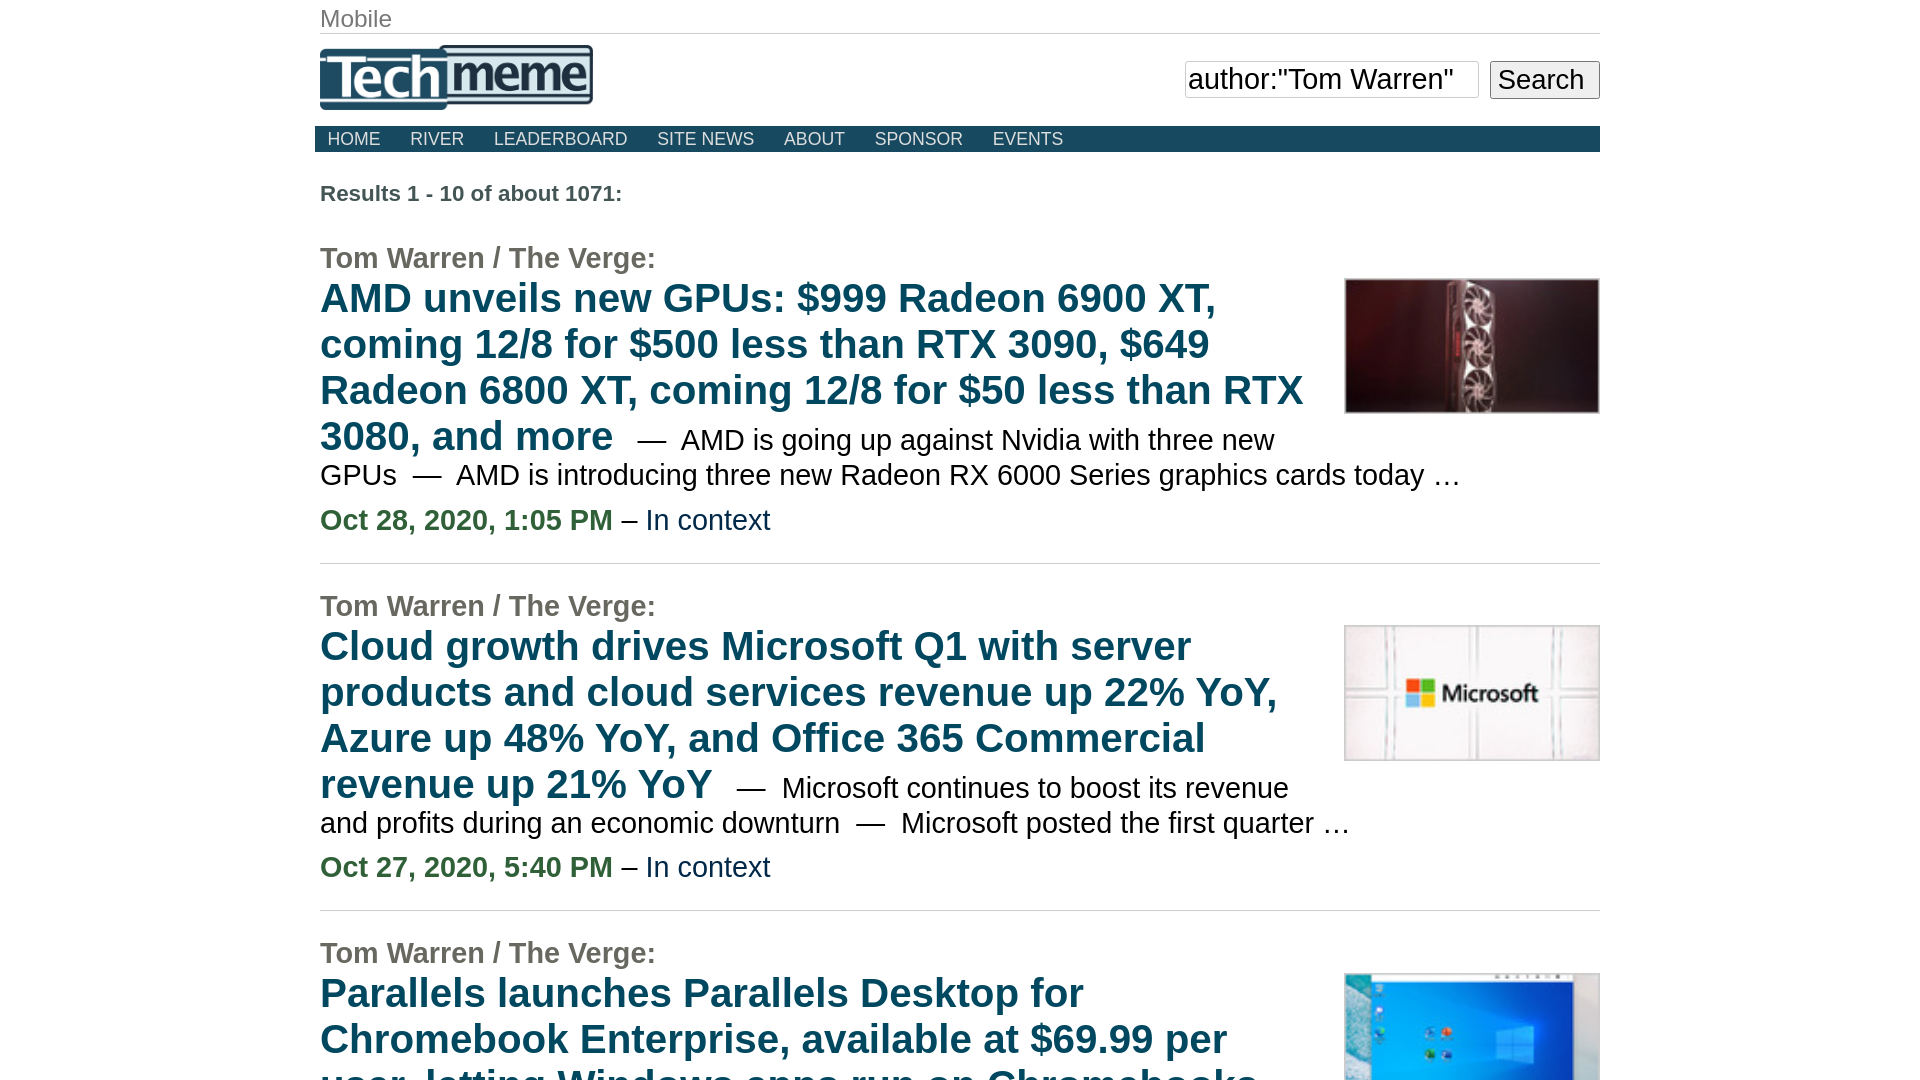 Mobile
Techmeme
author:"Tom Warren"
Search
HOME RIVER LEADERBOARD SITE NEWS ABOUT SPONSOR EVENTS
Results 1 - 10 of about 1071:
Tom Warren / The Verge:
AMD unveils new GPUs: $999 Radeon 6900 XT,
coming 12/8 for $500 less than RTX 3090, $649
Radeon 6800 XT, coming 12/8 for $50 less than RTX
3080, and more — AMD is going up against Nvidia with three new
GPUs — AMD is introducing three new Radeon RX 6000 Series graphics cards today …
Oct 28, 2020, 1:05 PM – In context
Tom Warren / The Verge:
Cloud growth drives Microsoft Q1 with server
products and cloud services revenue up 22% YoY,
Azure up 48% YoY, and Office 365 Commercial
revenue up 21% YoY — Microsoft continues to boost its revenue
and profits during an economic downturn — Microsoft posted the first quarter …
Microsoft
Oct 27, 2020, 5:40 PM – In context
Tom Warren / The Verge:
Parallels launches Parallels Desktop for
Chromebook Enterprise, available at $69.99 per
user, letting Windows apps run on Chromebooks